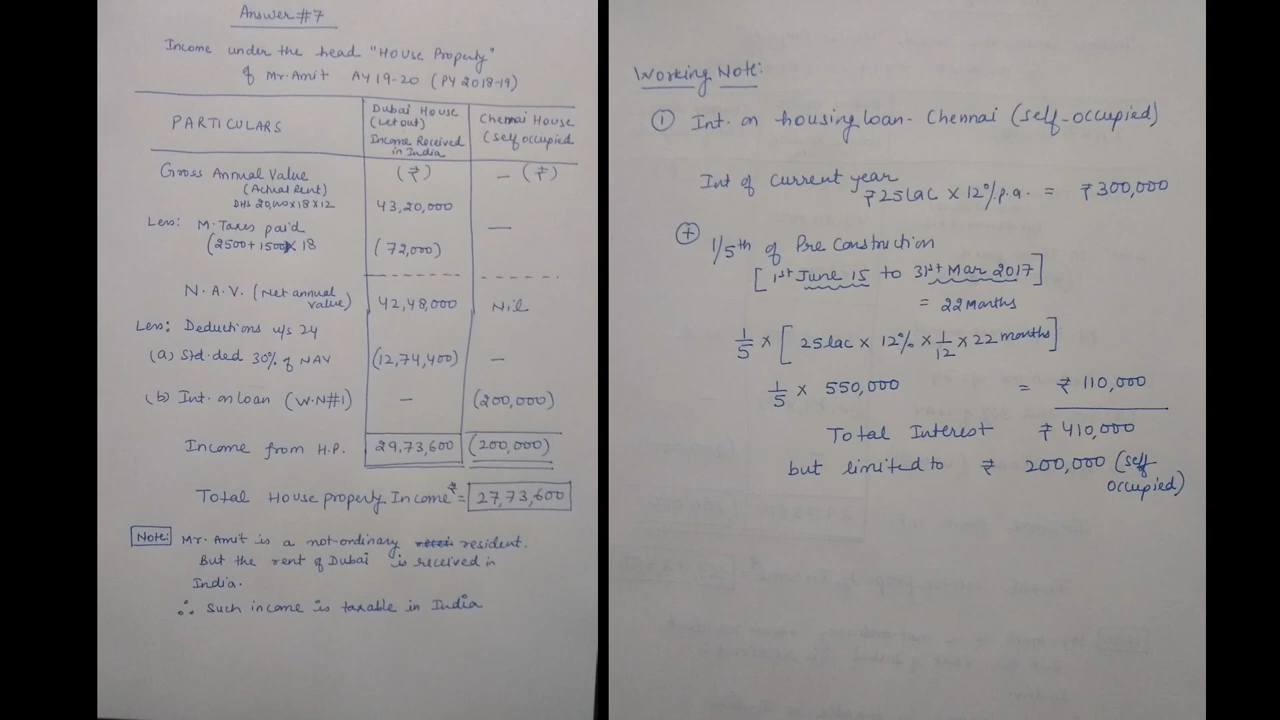 Answer #7
Income under the head "House Property"
of Mr. Amit AY 19-20 (PY 2018-19)
PARTICULARS
Dubai House
(Let out)
Income Received
in India
Chennai House
(Self occupied
Gross Annual Value
(Actual Rent)
(₹)
— (₹)
DHS 20,000x18x12
43,20,000
Less: M. Taxes paid
—
(2500 + 1500) x 18
(72,000)
N.A.V. (Net annual
value)
42,48,000
Nil
Less: Deductions u/s 24
(a) Std. ded 30% of NAV
(12,74,400)
—
(b) Int. on loan (W.N#1)
—
(200,000)
Income from H.P.
29,73,600
(200,000)
Total House property Income ₹ = 27,73,600
Note: Mr. Amit is a not-ordinary resident.
But the rent of Dubai is received in
India.
∴ Such income is taxable in India
Working Note:
① Int. on housing loan - Chennai (self-occupied)
Int of current year
₹25lac x 12% p.a. = ₹300,000
⊕ 1/5th of Pre Construction
[1st June 15 to 31st Mar 2017]
= 22 Months
1/5 x [25 lac x 12% x 1/12 x 22 months]
1/5 x 550,000 = ₹ 110,000
Total Interest ₹ 410,000
but limited to ₹ 200,000 (self
occupied)